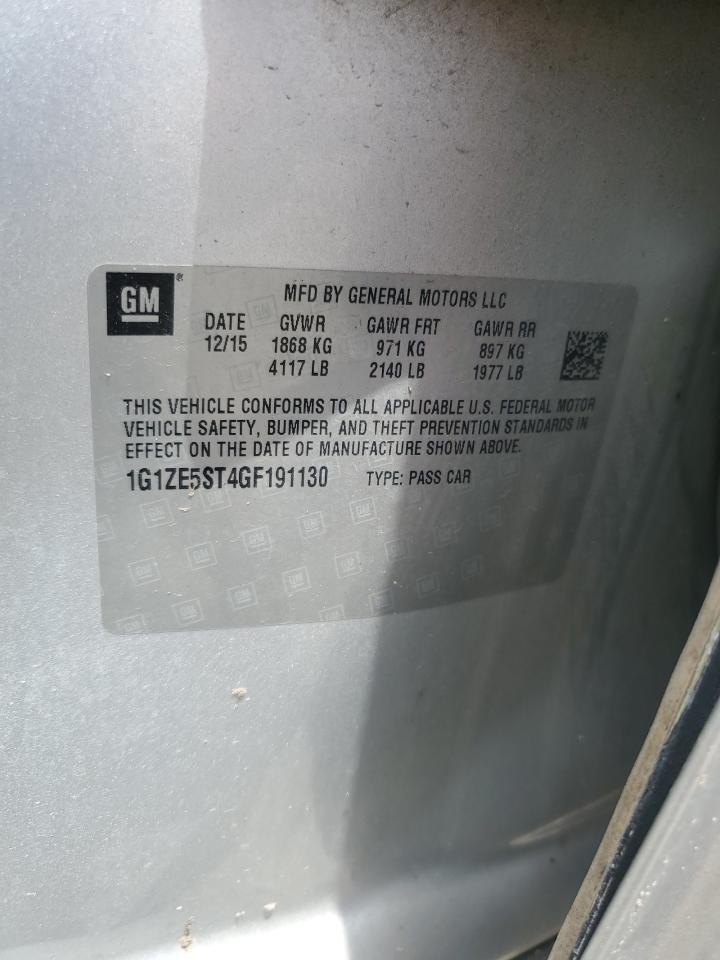 GM®
MFD BY GENERAL MOTORS LLC
DATE GVWR GAWR FRT GAWR RR
12/15 1868 KG 971 KG 897 KG
4117 LB 2140 LB 1977 LB
THIS VEHICLE CONFORMS TO ALL APPLICABLE U.S. FEDERAL MOTOR
VEHICLE SAFETY, BUMPER, AND THEFT PREVENTION STANDARDS IN
EFFECT ON THE DATE OF MANUFACTURE SHOWN ABOVE.
1G1ZE5ST4GF191130 TYPE: PASS CAR